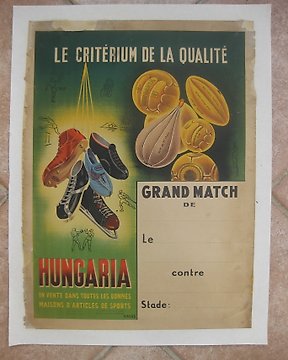 LE CRITÉRIUM DE LA QUALITÉ
GRAND MATCH
DE
Le
contre
Stade:
HUNGARIA
EN VENTE DANS TOUTES LES BONNES
MAISONS D'ARTICLES DE SPORTS